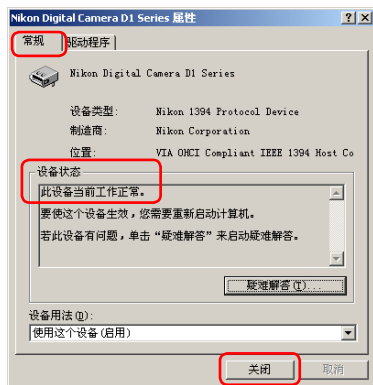 Nikon Digital Camera D1 Series 属性
常规 驱动程序
Nikon Digital Camera D1 Series
设备类型: Nikon 1394 Protocol Device
制造商: Nikon Corporation
位置: VIA OHCI Compliant IEEE 1394 Host Co
设备状态
此设备当前工作正常。
要使这个设备生效，您需要重新启动计算机。
若此设备有问题，单击“疑难解答”来启动疑难解答。
疑难解答(T)...
设备用法(D):
使用这个设备(启用)
关闭 取消